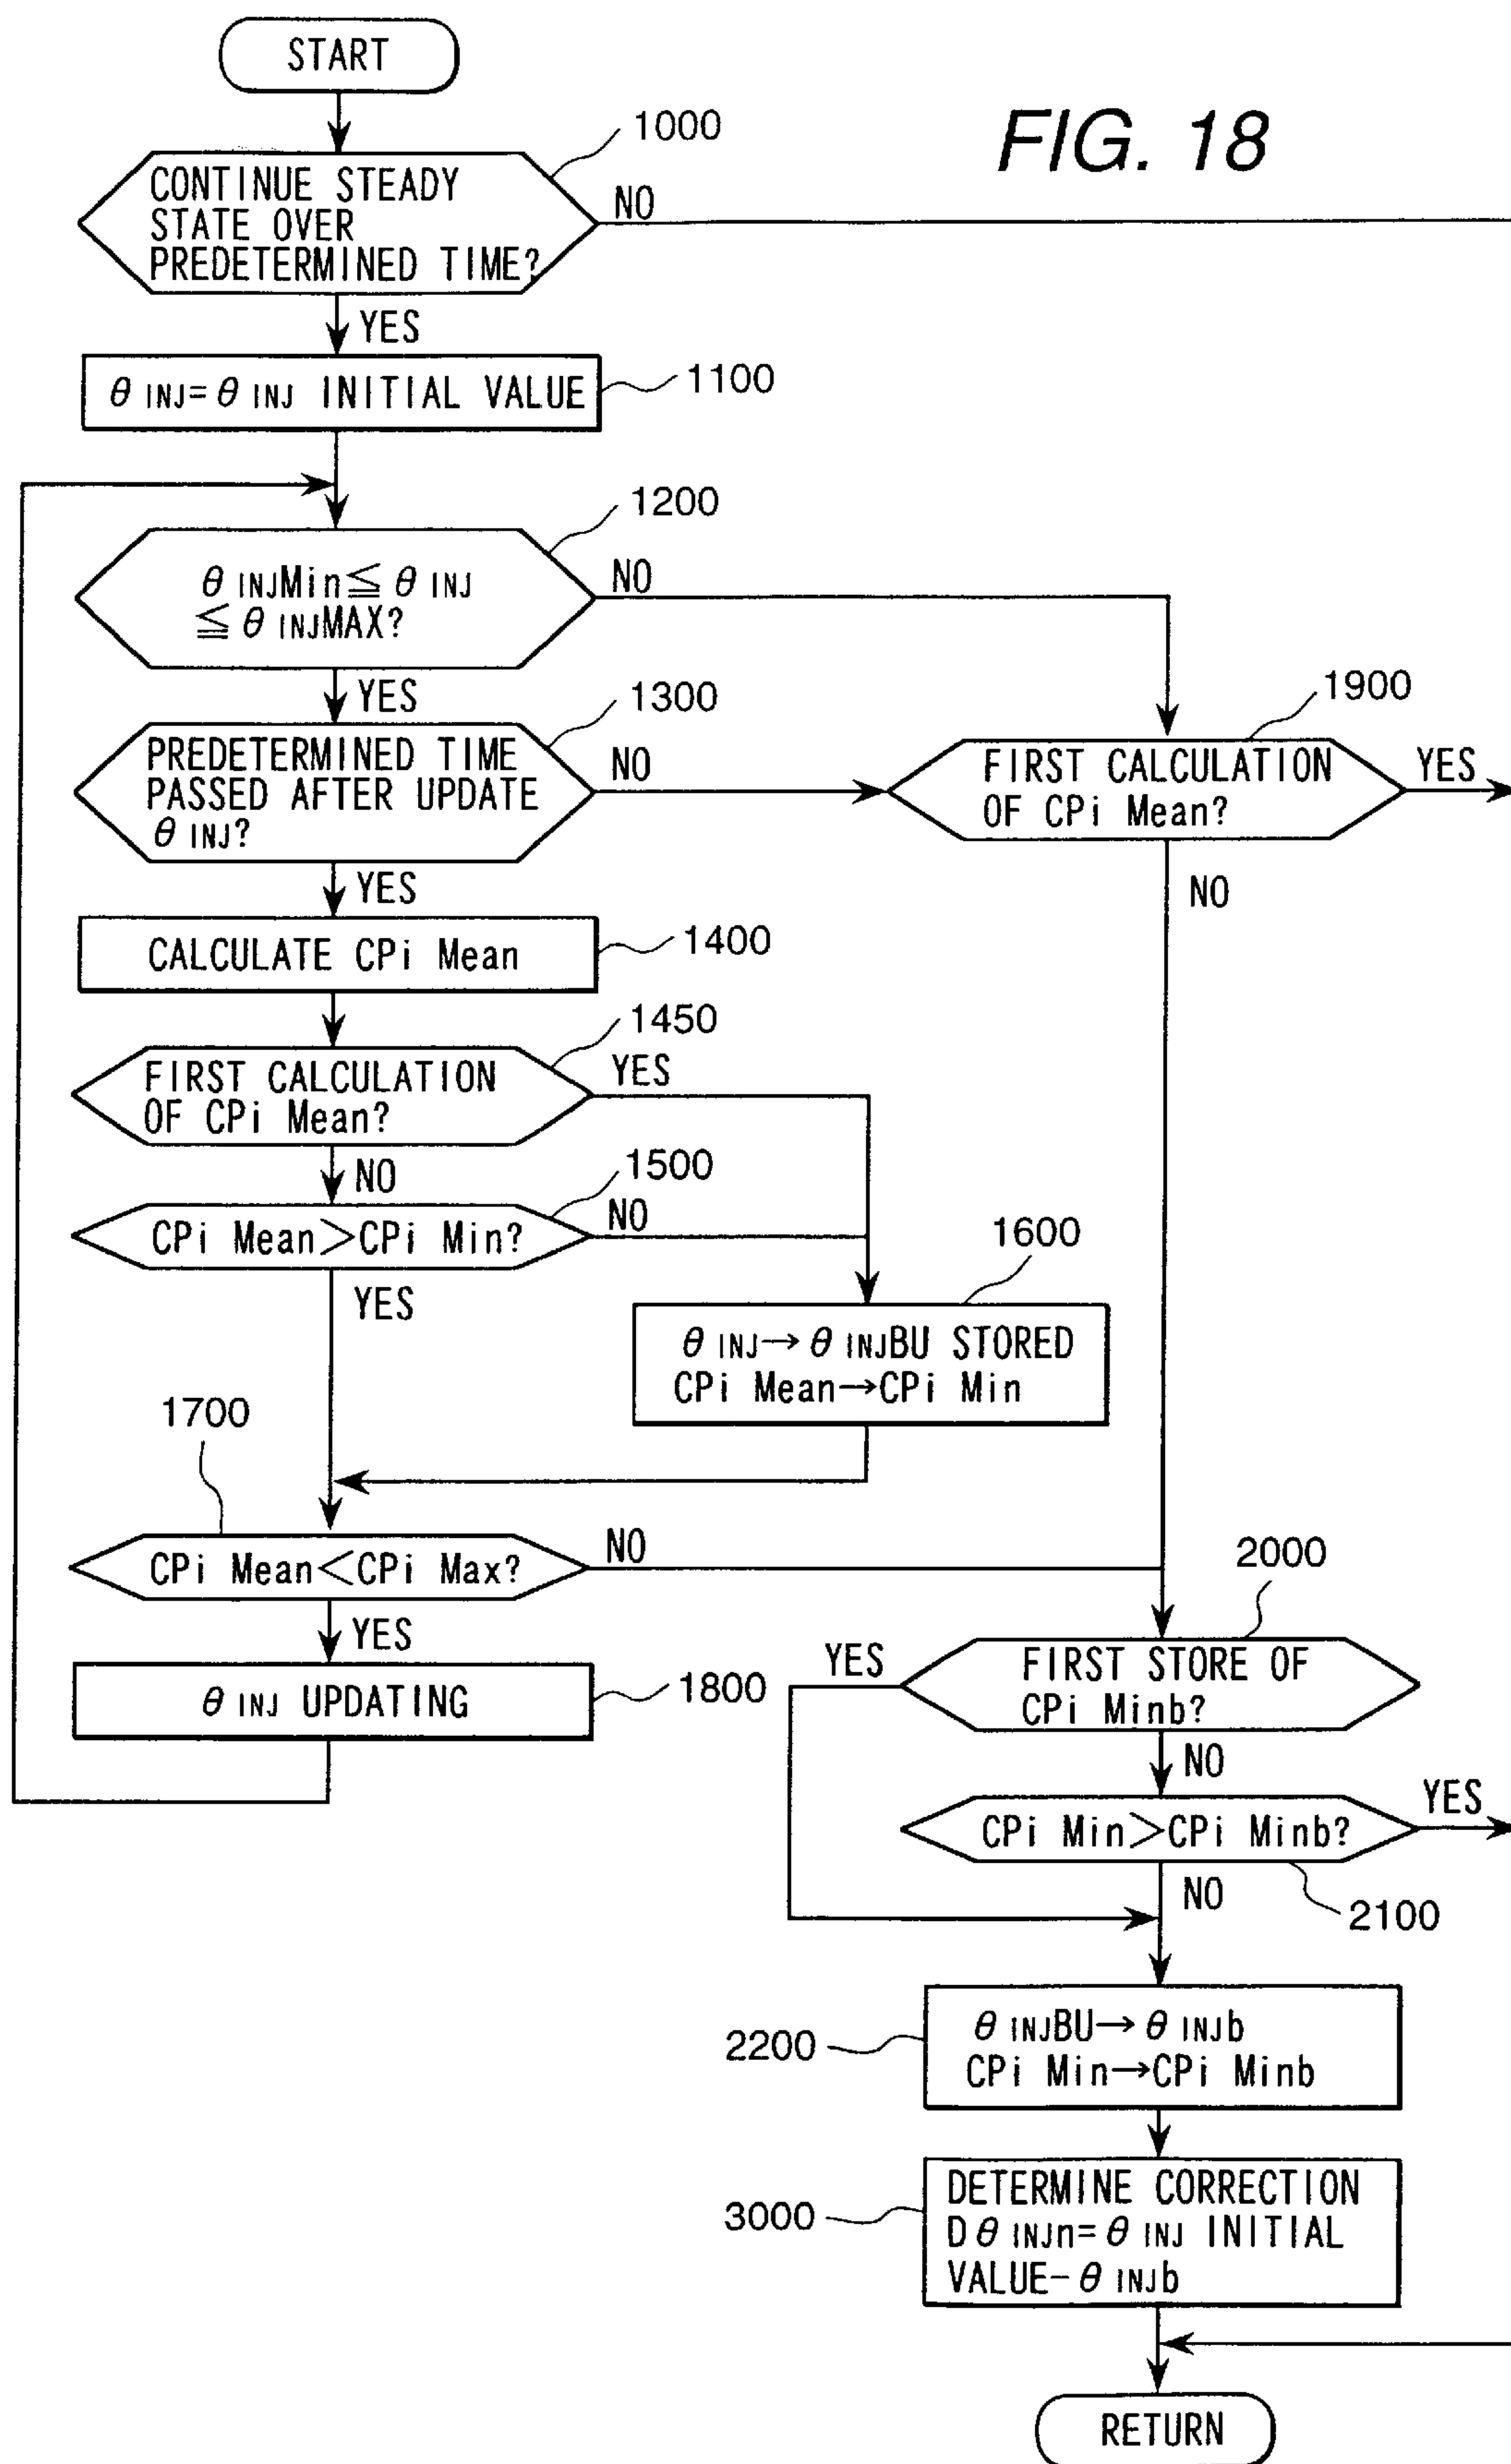 START
FIG. 18
1000
CONTINUE STEADY
STATE OVER
PREDETERMINED TIME?
NO
YES
θ INJ=θ INJ INITIAL VALUE
1100
1200
θ INJMin≦θ INJ
≦θ INJMAX?
NO
YES
1300
PREDETERMINED TIME
PASSED AFTER UPDATE
θ INJ?
NO
1900
FIRST CALCULATION
OF CPi Mean?
YES
NO
YES
CALCULATE CPi Mean
1400
1450
FIRST CALCULATION
OF CPi Mean?
YES
NO
1500
CPi Mean>CPi Min?
NO
YES
1600
θ INJ→θ INJBU STORED
CPi Mean→CPi Min
1700
CPi Mean<CPi Max?
NO
YES
θ INJ UPDATING
1800
2000
FIRST STORE OF
CPi Minb?
YES
NO
CPi Min>CPi Minb?
YES
NO
2100
2200
θ INJBU→θ INJb
CPi Min→CPi Minb
3000
DETERMINE CORRECTION
Dθ INJn=θ INJ INITIAL
VALUE-θ INJb
RETURN